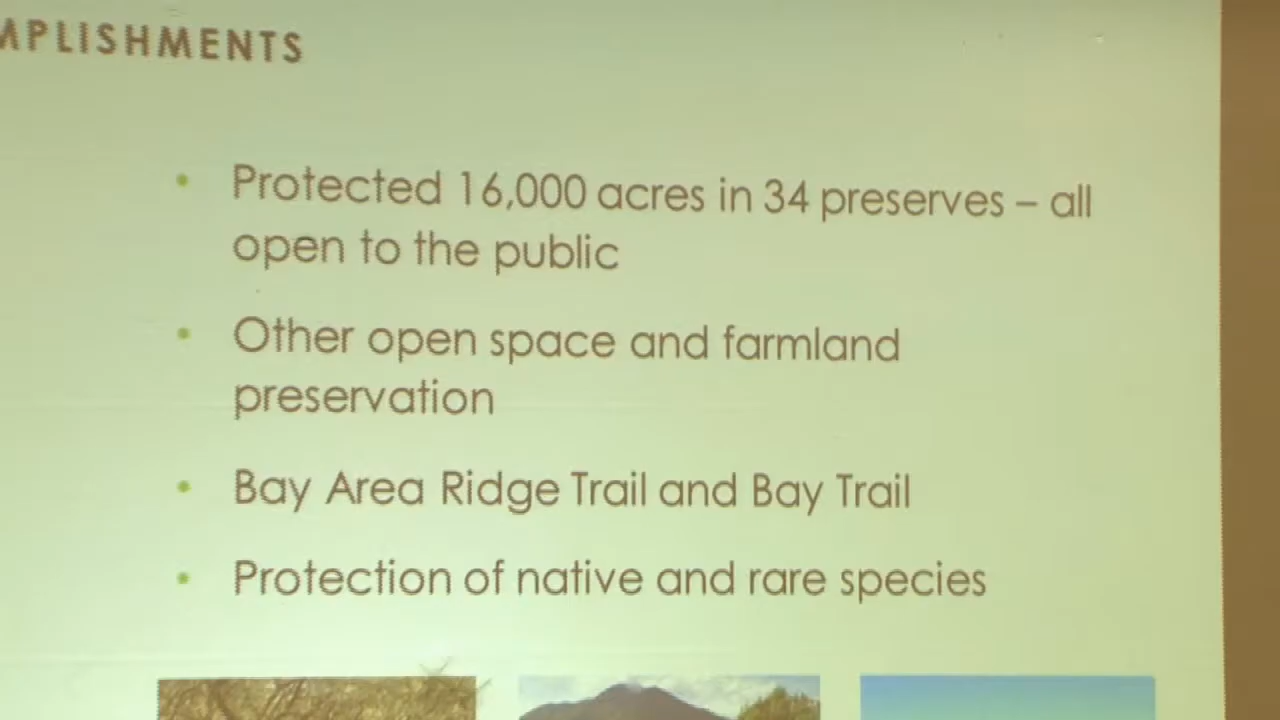 MPLISHMENTS
• Protected 16,000 acres in 34 preserves – all
open to the public
• Other open space and farmland
preservation
• Bay Area Ridge Trail and Bay Trail
• Protection of native and rare species